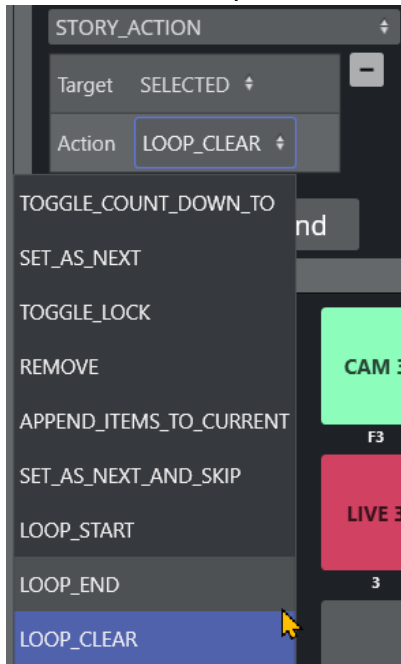 STORY_ACTION
Target SELECTED
Action LOOP_CLEAR
TOGGLE_COUNT_DOWN_TO
nd
SET_AS_NEXT
TOGGLE_LOCK
REMOVE
CAM 3
APPEND_ITEMS_TO_CURRENT
F3
SET_AS_NEXT_AND_SKIP
LIVE 3
LOOP_START
LOOP_END
3
LOOP_CLEAR